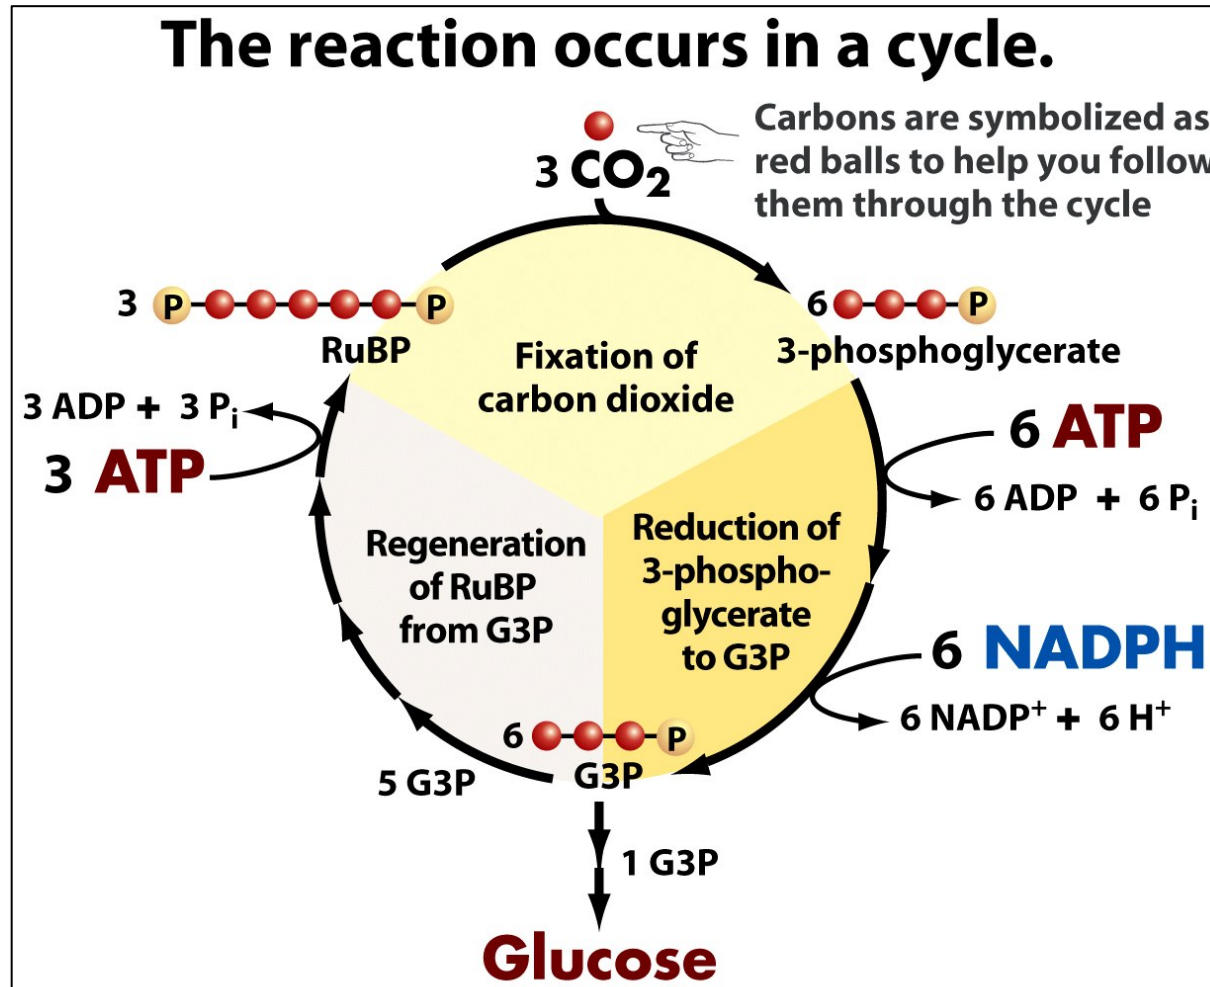 The reaction occurs in a cycle.
Carbons are symbolized as
red balls to help you follow
them through the cycle
3 CO₂
3 P P
RuBP
6 P
3-phosphoglycerate
Fixation of
carbon dioxide
3 ADP + 3 Pᵢ
3 ATP
6 ATP
6 ADP + 6 Pᵢ
Regeneration
of RuBP
from G3P
Reduction of
3-phospho-
glycerate
to G3P
6 NADPH
6 NADP⁺ + 6 H⁺
6 P
G3P
5 G3P
1 G3P
Glucose